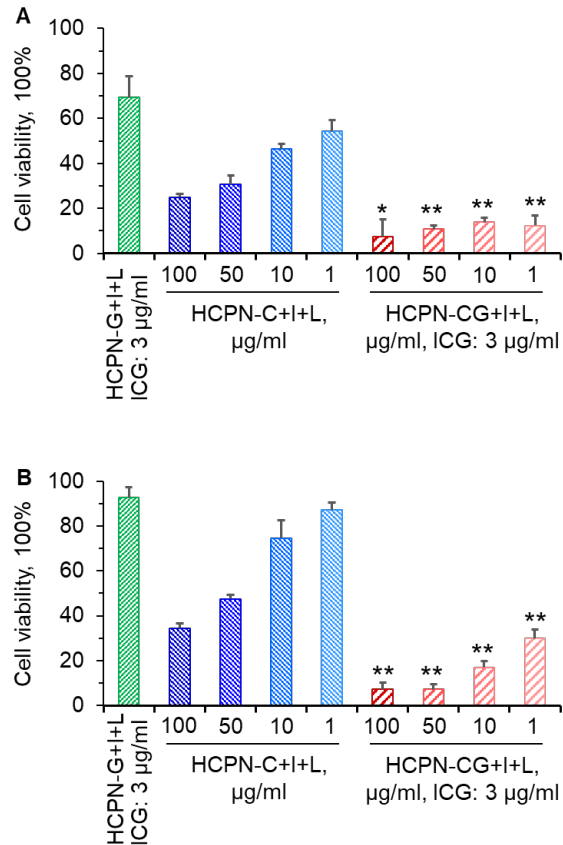 A
Cell viability, 100%
100
80
60
40
20
0
* ** ** **
100 50 10 1 100 50 10 1
HCPN-G+I+L
ICG: 3 µg/ml
HCPN-C+I+L,
µg/ml
HCPN-CG+I+L,
µg/ml, ICG: 3 µg/ml
B
Cell viability, 100%
100
80
60
40
20
0
** ** ** **
100 50 10 1 100 50 10 1
HCPN-G+I+L
ICG: 3 µg/ml
HCPN-C+I+L,
µg/ml
HCPN-CG+I+L,
µg/ml, ICG: 3 µg/ml